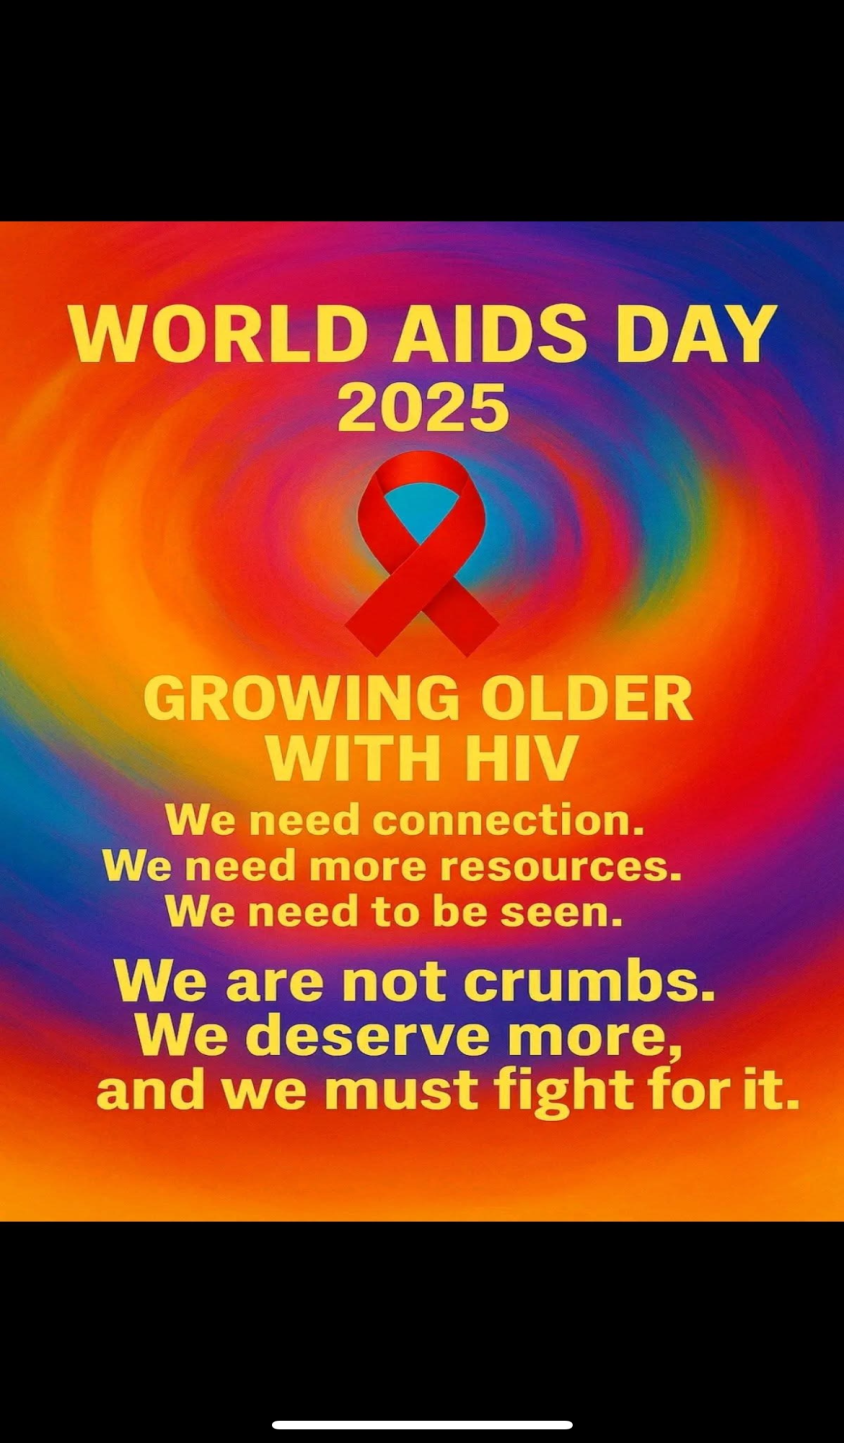 WORLD AIDS DAY
2025
GROWING OLDER
WITH HIV
We need connection.
We need more resources.
We need to be seen.
We are not crumbs.
We deserve more,
and we must fight for it.